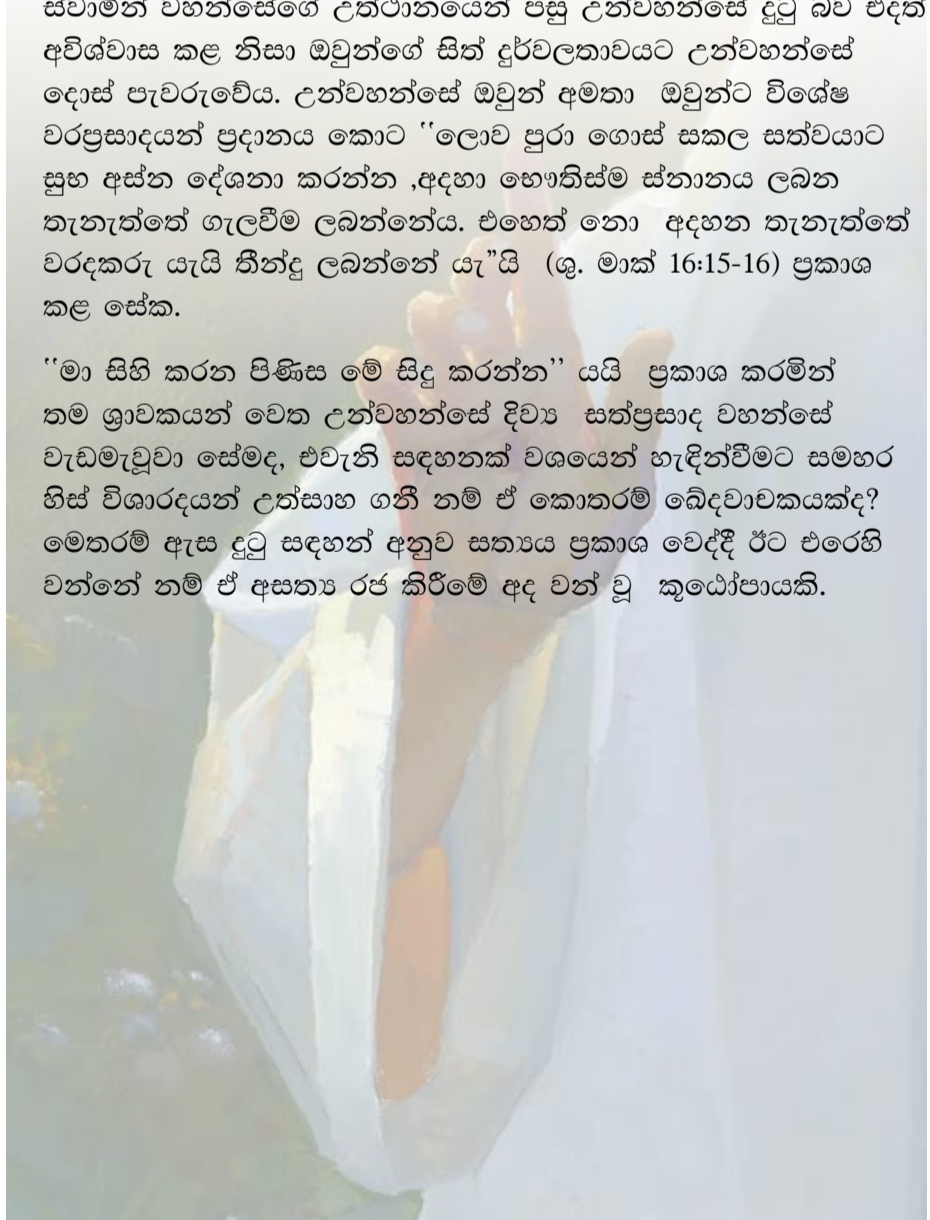 ස්වාමින් වහන්සේගේ උත්ථානයෙන් පසු උන්වහන්සේ දුටු බව එදත්
අවිශ්වාස කළ නිසා ඔවුන්ගේ සිත් දුර්වලතාවයට උන්වහන්සේ
දොස් පැවරුවේය. උන්වහන්සේ ඔවුන් අමතා  ඔවුන්ට විශේෂ
වරප්‍රසාදයන් ප්‍රදානය කොට ‘‘ලොව පුරා ගොස් සකල සත්වයාට
සුභ අස්න දේශනා කරන්න ,අදහා භෞතිස්ම ස්නානය ලබන
තැනැත්තේ ගැලවීම ලබන්නේය. එහෙත් නො  අදහන තැනැත්තේ
වරදකරු යැයි තීන්දු ලබන්නේ යැ”යි  (ශු. මාක් 16:15-16) ප්‍රකාශ
කළ සේක.
‘‘මා සිහි කරන පිණිස මේ සිදු කරන්න’’ යයි  ප්‍රකාශ කරමින්
තම ශ්‍රාවකයන් වෙත උන්වහන්සේ දිව්‍ය  සත්ප්‍රසාද වහන්සේ
වැඩමැවූවා සේමද, එවැනි සඳහනක් වශයෙන් හැඳින්වීමට සමහර
හිස් විශාරදයන් උත්සාහ ගනී නම් ඒ කොතරම් ඛේදවාචකයක්ද?
මෙතරම් ඇස දුටු සඳහන් අනුව සත්‍යය ප්‍රකාශ වෙද්දී ඊට එරෙහි
වන්නේ නම් ඒ අසත්‍ය රජ කිරීමේ අද වන් වූ  කූඨෝපායකි.